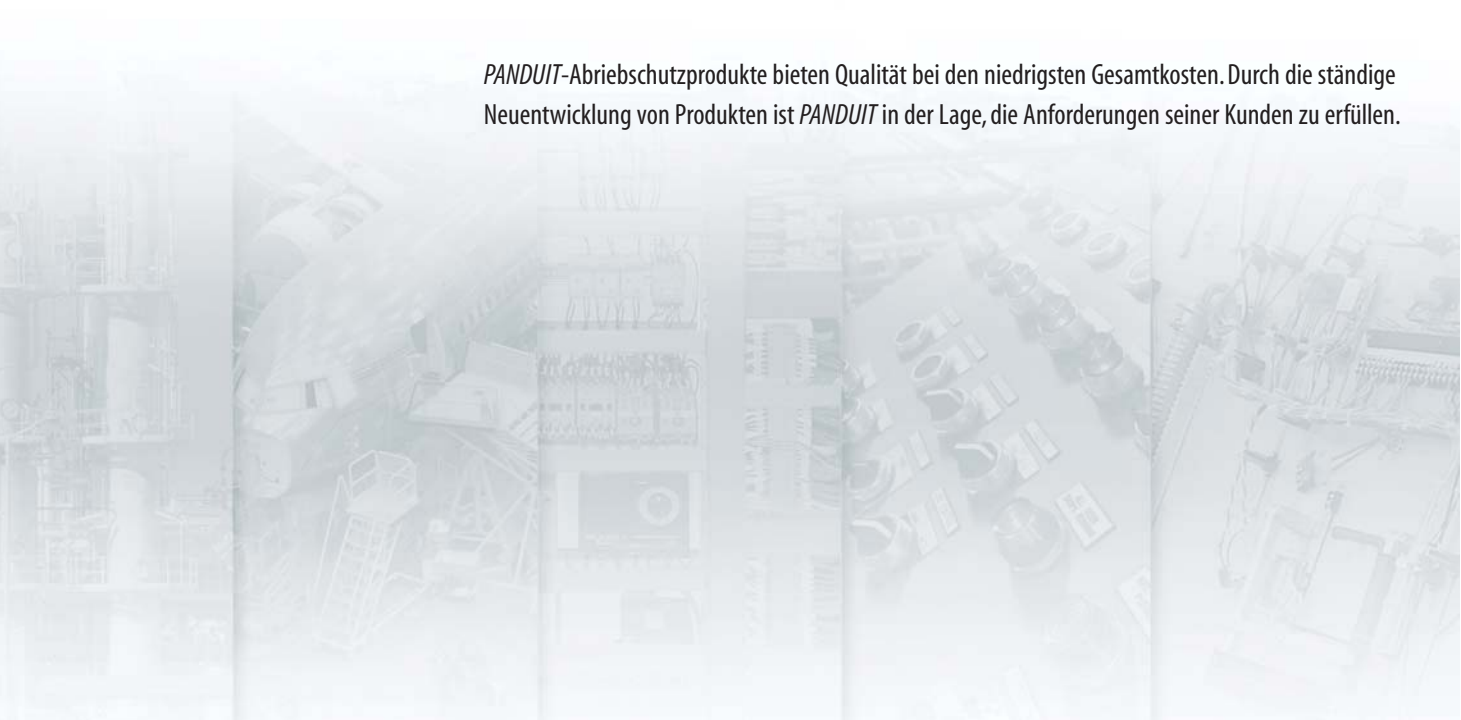 PANDUIT-Abriebschutzprodukte bieten Qualität bei den niedrigsten Gesamtkosten. Durch die ständige
Neuentwicklung von Produkten ist PANDUIT in der Lage, die Anforderungen seiner Kunden zu erfüllen.